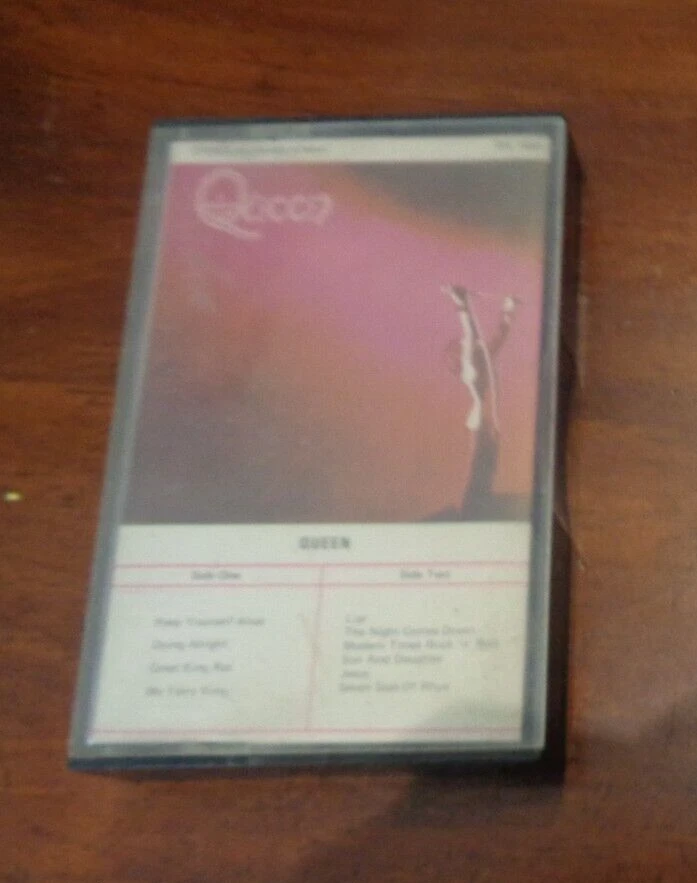 Queen
QUEEN
Side One
Side Two
Keep Yourself Alive
Doing Alright
Great King Rat
My Fairy King
Liar
The Night Comes Down
Modern Times Rock 'n' Roll
Son And Daughter
Jesus
Seven Seas Of Rhye